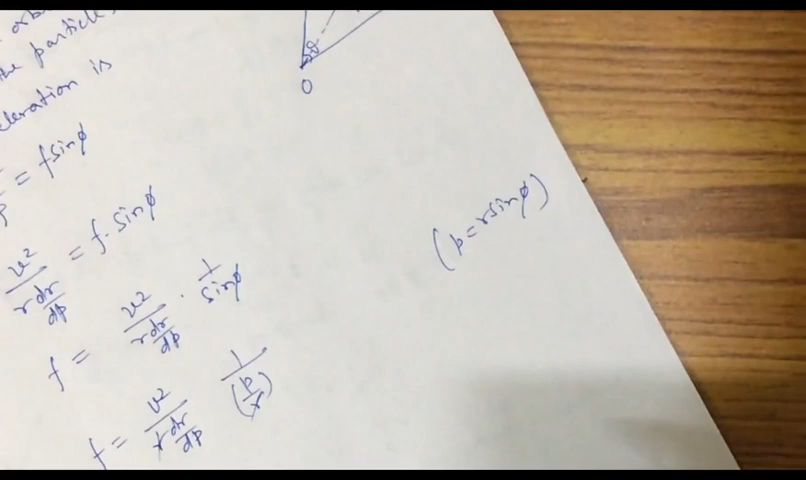 the particle
leration is
= f sinϕ
v²/(r dr/dp) = f. sinϕ
(p = r sinϕ)
f = v²/(r dr/dp) . 1/sinϕ
f = v²/(r dr/dp) 1/(p/r)
O